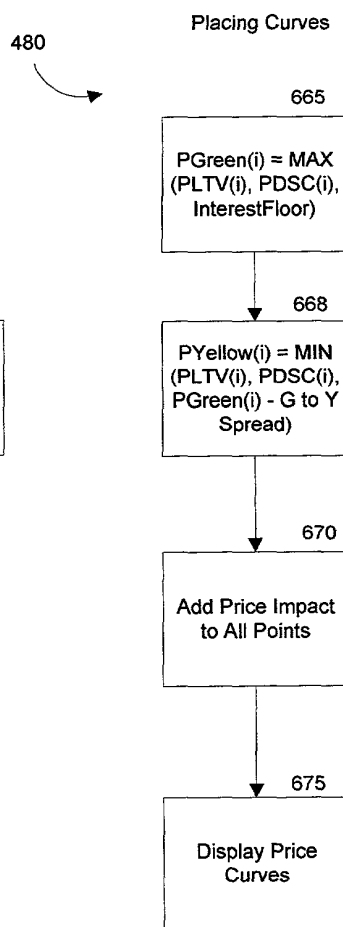 Placing Curves
480
665
PGreen(i) = MAX
(PLTV(i), PDSC(i),
InterestFloor)
668
PYellow(i) = MIN
(PLTV(i), PDSC(i),
PGreen(i) - G to Y
Spread)
670
Add Price Impact
to All Points
675
Display Price
Curves